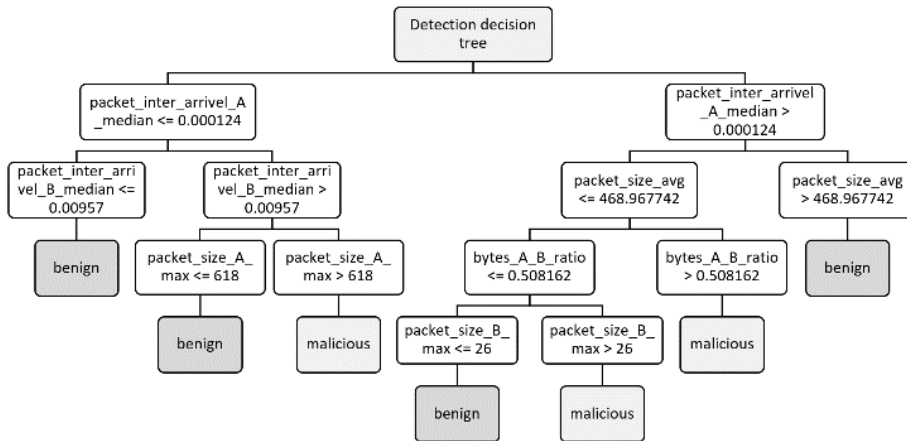 Detection decision
tree
packet_inter_arrivel_A
_median <= 0.000124
packet_inter_arrivel
_A_median >
0.000124
packet_inter_arri
vel_B_median <=
0.00957
packet_inter_arri
vel_B_median >
0.00957
packet_size_avg
<= 468.967742
packet_size_avg
> 468.967742
benign
packet_size_A_
max <= 618
packet_size_A_
max > 618
bytes_A_B_ratio
<= 0.508162
bytes_A_B_ratio
> 0.508162
benign
benign
malicious
packet_size_B_
max <= 26
packet_size_B_
max > 26
malicious
benign
malicious